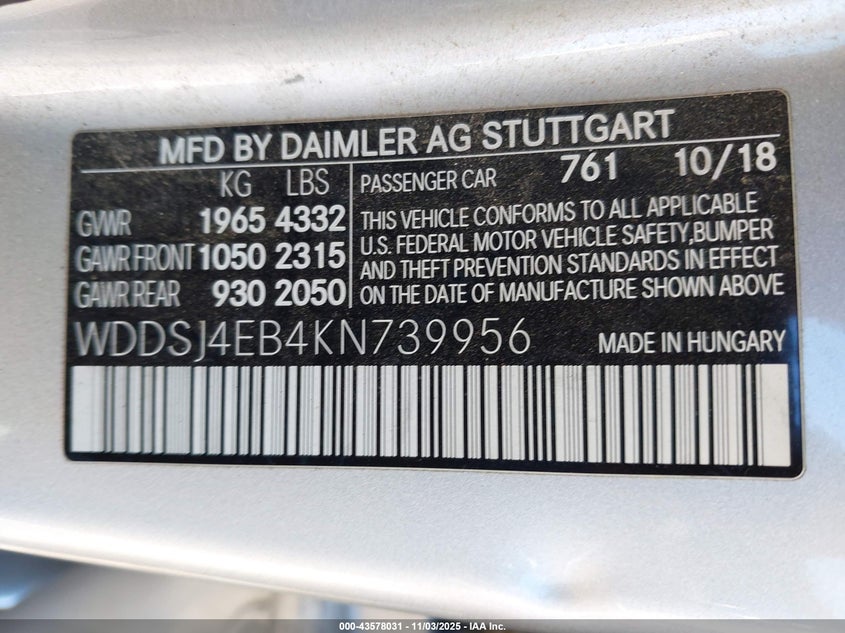 MFD BY DAIMLER AG STUTTGART
KG LBS
GVWR 1965 4332
GAWR FRONT 1050 2315
GAWR REAR 930 2050
PASSENGER CAR 761 10/18
THIS VEHICLE CONFORMS TO ALL APPLICABLE
U.S. FEDERAL MOTOR VEHICLE SAFETY,BUMPER
AND THEFT PREVENTION STANDARDS IN EFFECT
ON THE DATE OF MANUFACTURE SHOWN ABOVE
WDDSJ4EB4KN739956 MADE IN HUNGARY
000-43578031 - 11/03/2025 - IAA Inc.